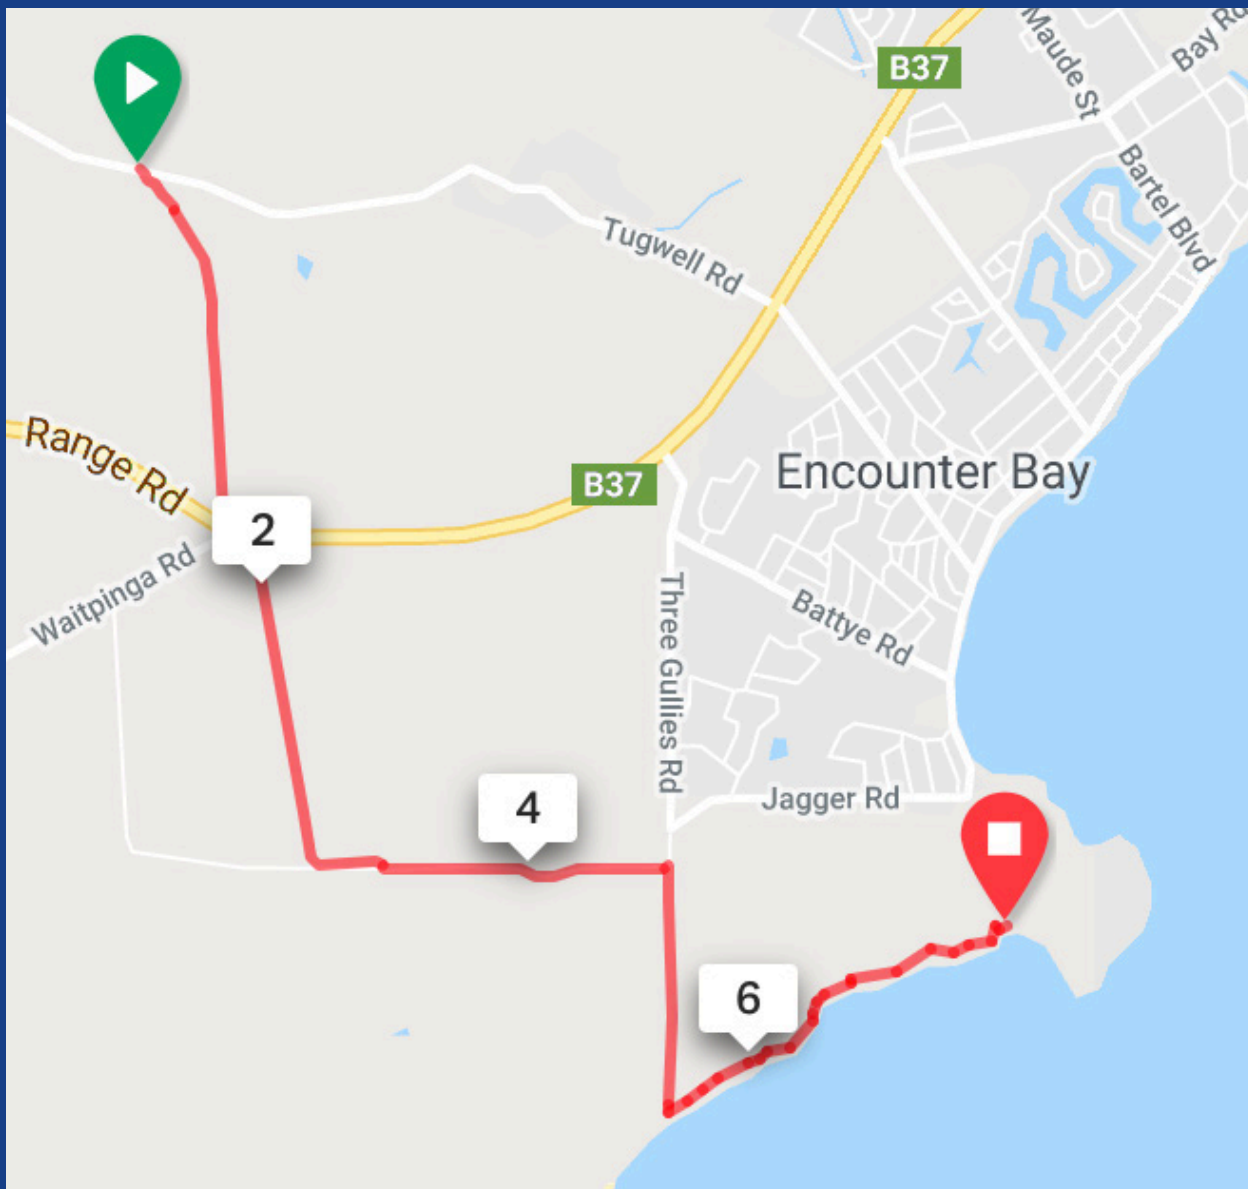 B37
Maude St
Bay Rd
Bartel Blvd
Tugwell Rd
Range Rd
B37
Encounter Bay
2
Waitpinga Rd
Three Gullies Rd
Battye Rd
4
Jagger Rd
6